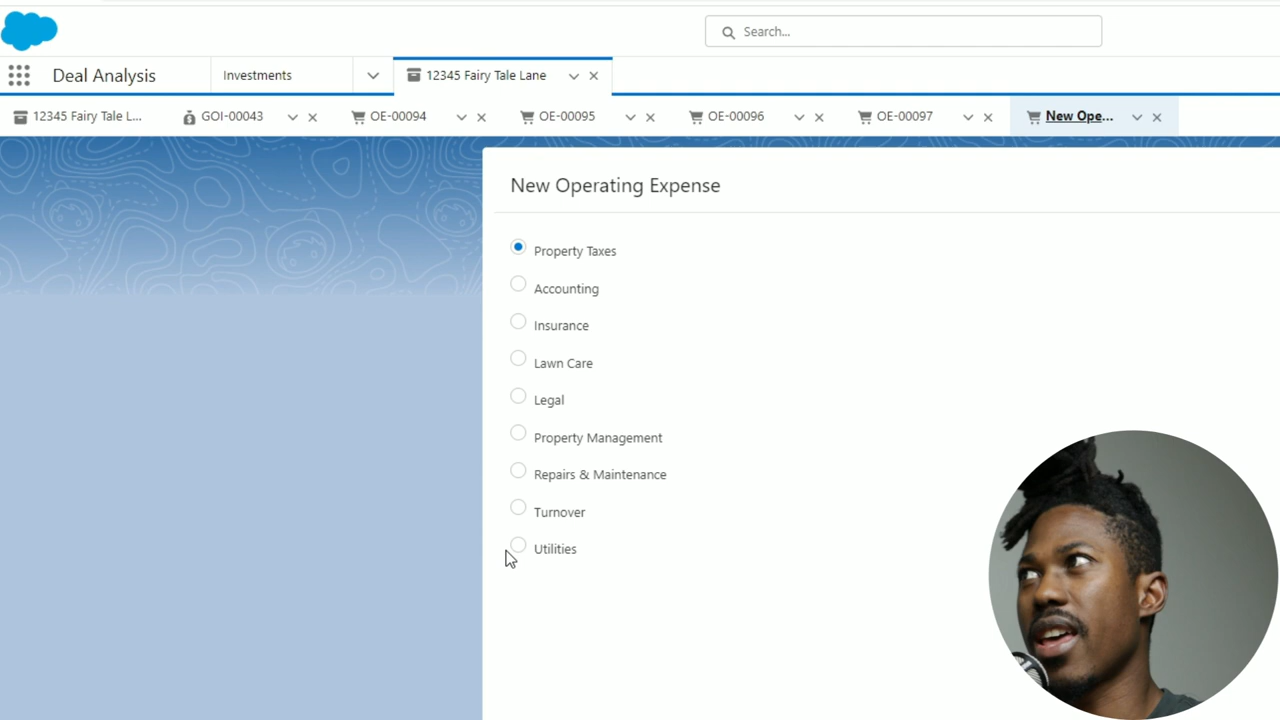 Search...
Deal Analysis
Investments
12345 Fairy Tale Lane
12345 Fairy Tale L...
GOI-00043
OE-00094
OE-00095
OE-00096
OE-00097
New Ope...
New Operating Expense
Property Taxes
Accounting
Insurance
Lawn Care
Legal
Property Management
Repairs & Maintenance
Turnover
Utilities